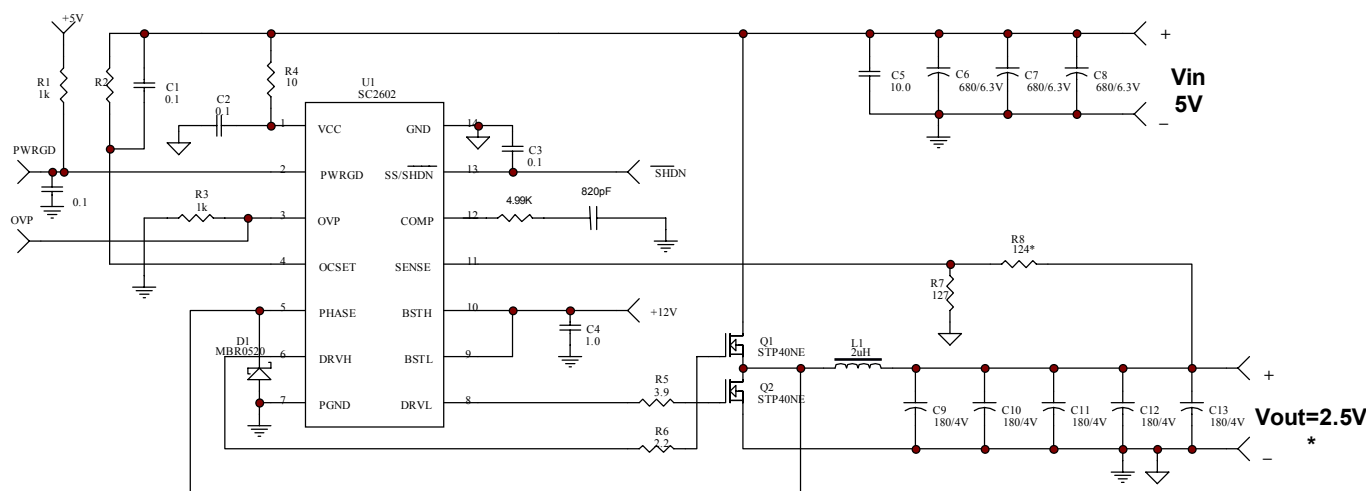 +5V
R1
1k
R2
C1
0.1
R4
10
C2
0.1
U1
SC2602
1
VCC
GND
14
C3
0.1
2
PWRGD
SS/SHDN
13
SHDN
PWRGD
0.1
OVP
R3
1k
3
OVP
COMP
12
4.99K
820pF
4
OCSET
SENSE
11
R8
124*
R7
127
5
PHASE
BSTH
10
+12V
C4
1.0
D1
MBR0520
6
DRVH
BSTL
9
7
PGND
DRVL
8
R5
3.9
R6
2.2
Q1
STP40NE
Q2
STP40NE
L1
2uH
C5
10.0
C6
680/6.3V
C7
680/6.3V
C8
680/6.3V
+
Vin
5V
_
C9
180/4V
C10
180/4V
C11
180/4V
C12
180/4V
C13
180/4V
+
Vout=2.5V
*
_